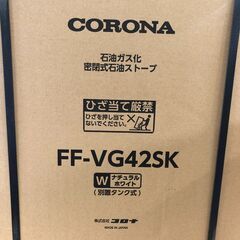 CORONA
石油ガス化
密閉式石油ストーブ
ひざ当て厳禁
ひざを押し当て
ないでください。
FF-VG42SK
W ナチュラル
ホワイト
(別置タンク式)
株式会社 コロナ
MADE IN JAPAN